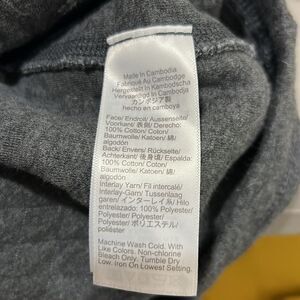 Made In Cambodia
Fabriqué Au Cambodge
Hergestellt In Kambodscha
Vervaardigd In Cambodja
カンボジア製
hecho en camboya
Face/ Endroit/ Aussenseite/
Voorkant/ 表側/ Derecho:
100% Cotton/ Coton/
Baumwolle/ Katoen/ 綿/
algodón
Back/ Envers/ Rückseite/
Achterkant/ 後身頃/ Espalda:
100% Cotton/ Coton/
Baumwolle/ Katoen/ 綿/
algodón
Interlay Yarn/ Fil intercalé/
Inlay-Garn/ Tussenlaag
garen/ インターレイ糸/ Hilo
entrelazado: 100% Polyester/
Polyester/ Polyester/
Polyester/ ポリエステル/
poliester
Machine Wash Cold. With
Like Colors. Non-chlorine
Bleach Only. Tumble Dry
Low. Iron On Lowest Setting.